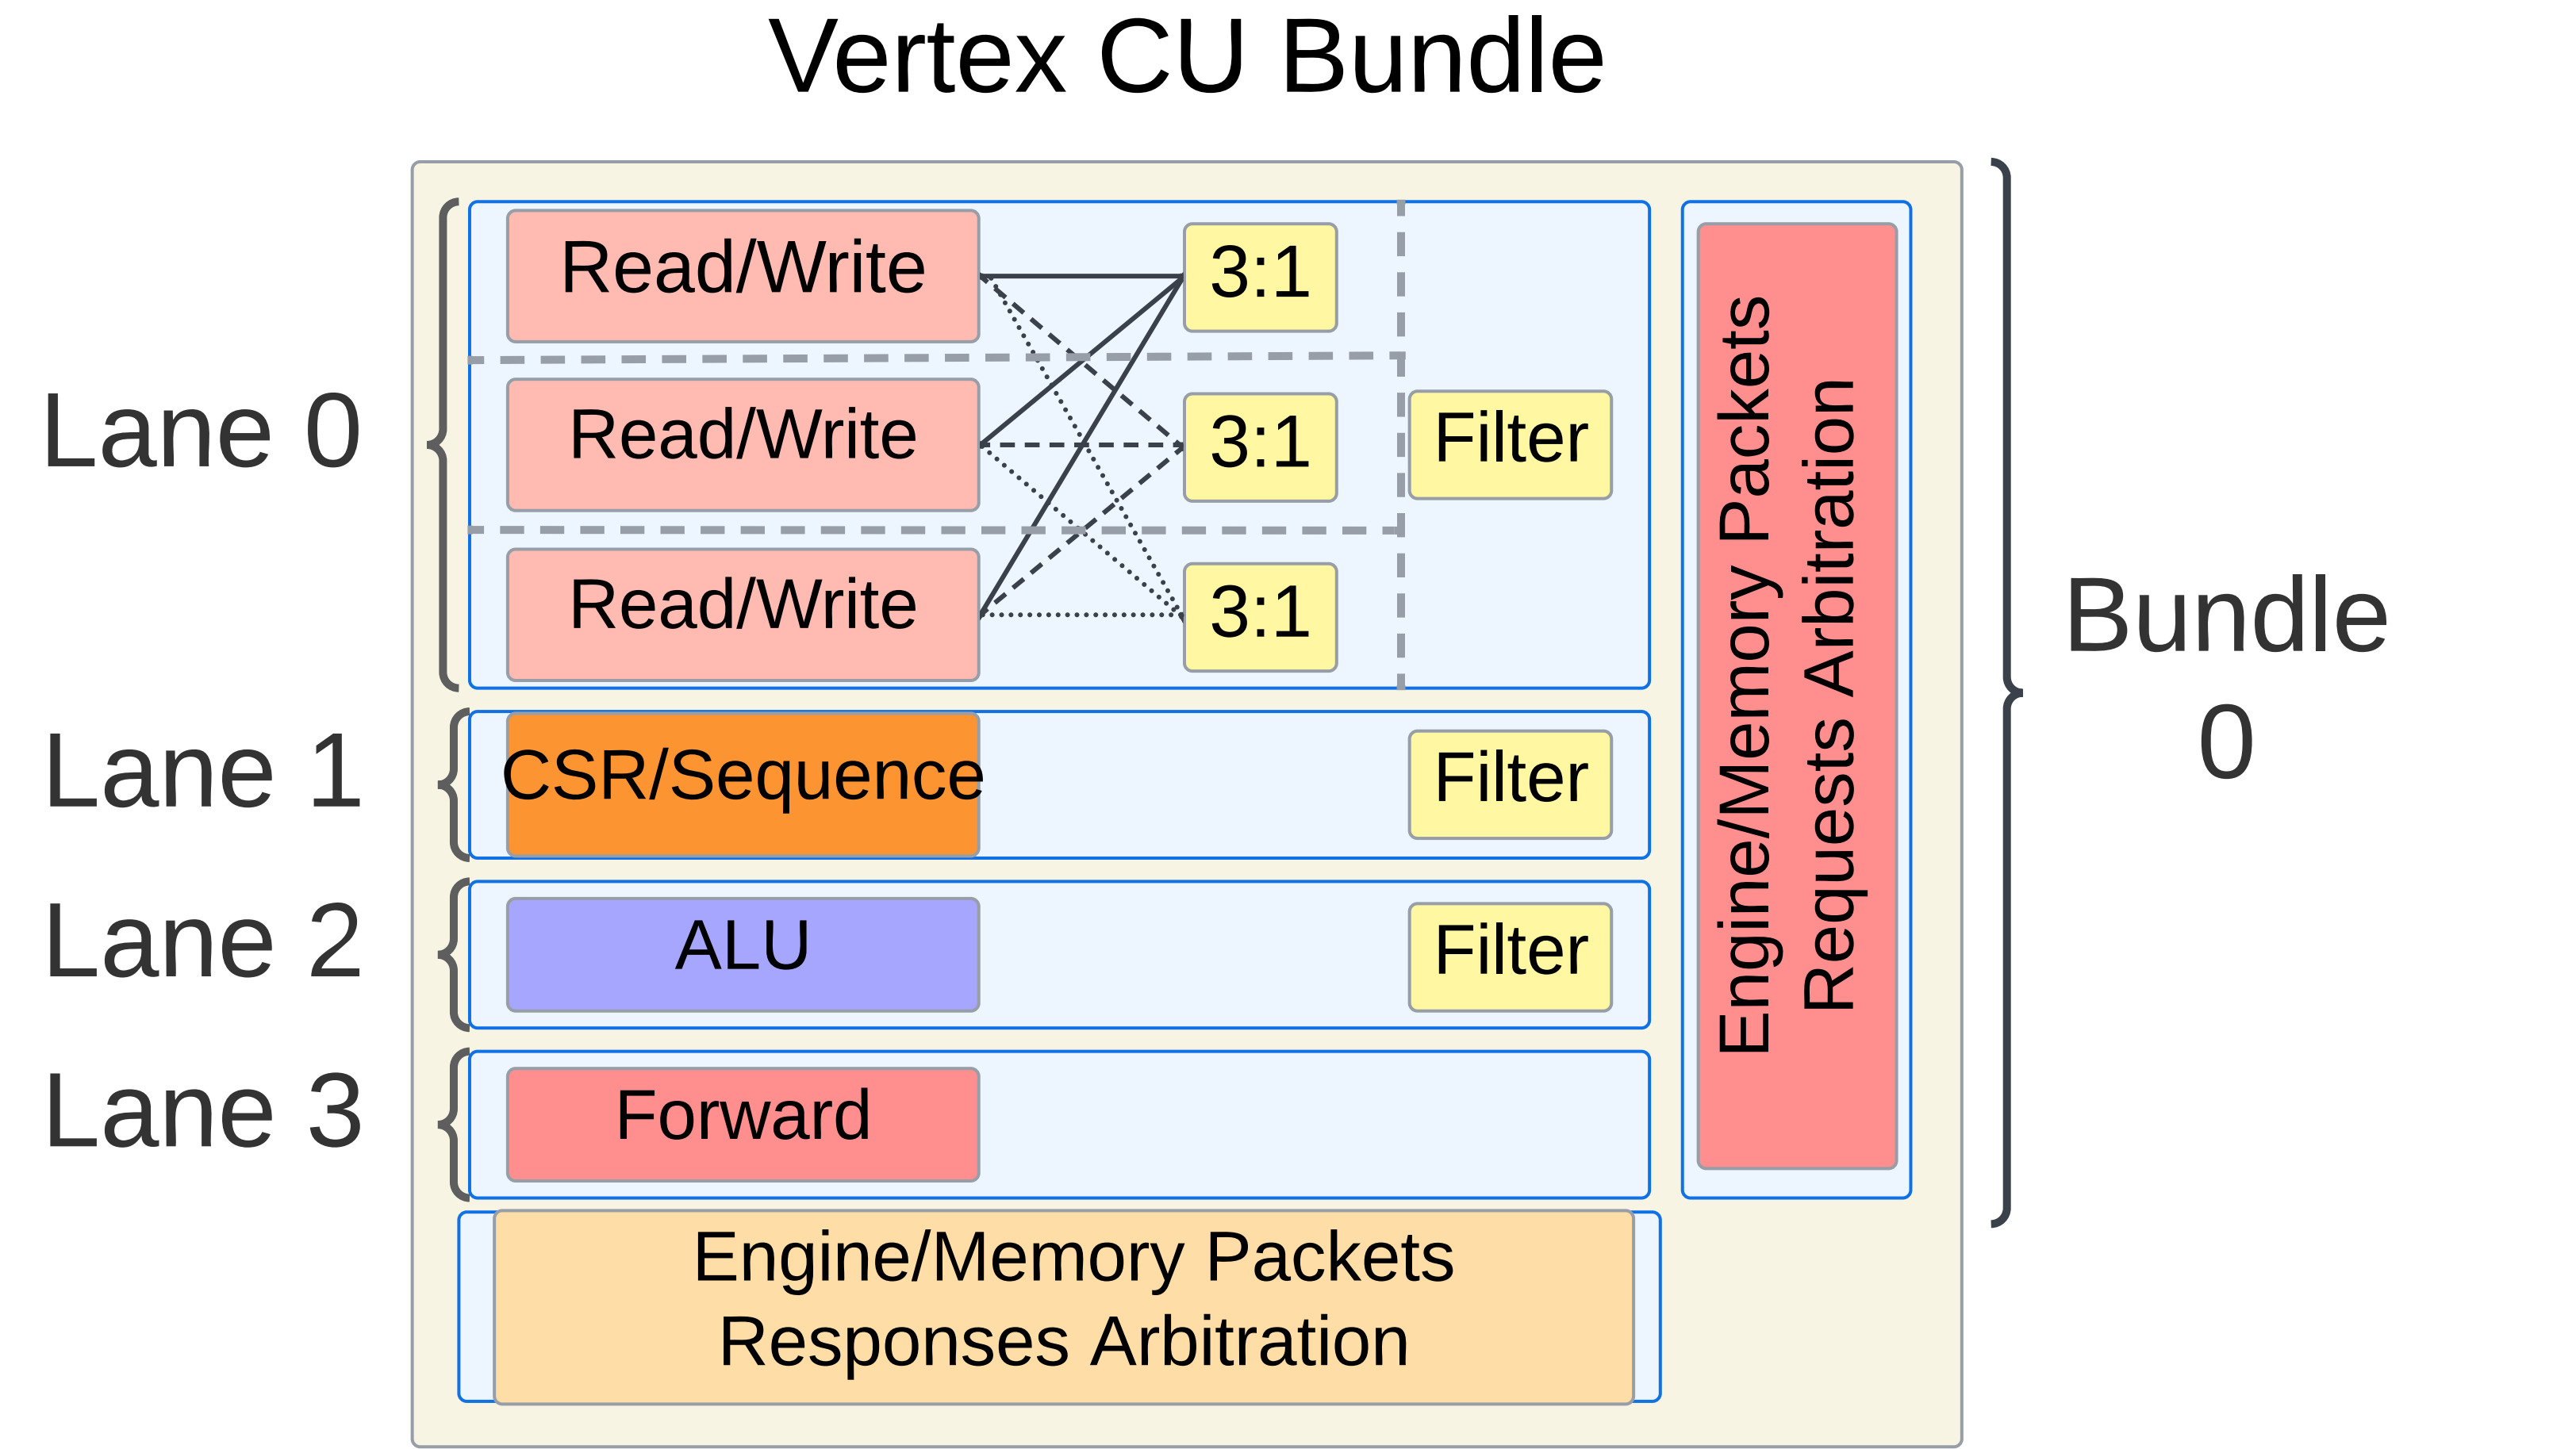 Vertex CU Bundle
Lane 0
Read/Write
3:1
Read/Write
3:1
Filter
Read/Write
3:1
Lane 1
CSR/Sequence
Filter
Lane 2
ALU
Filter
Lane 3
Forward
Engine/Memory Packets
Requests Arbitration
Engine/Memory Packets
Responses Arbitration
Bundle
0